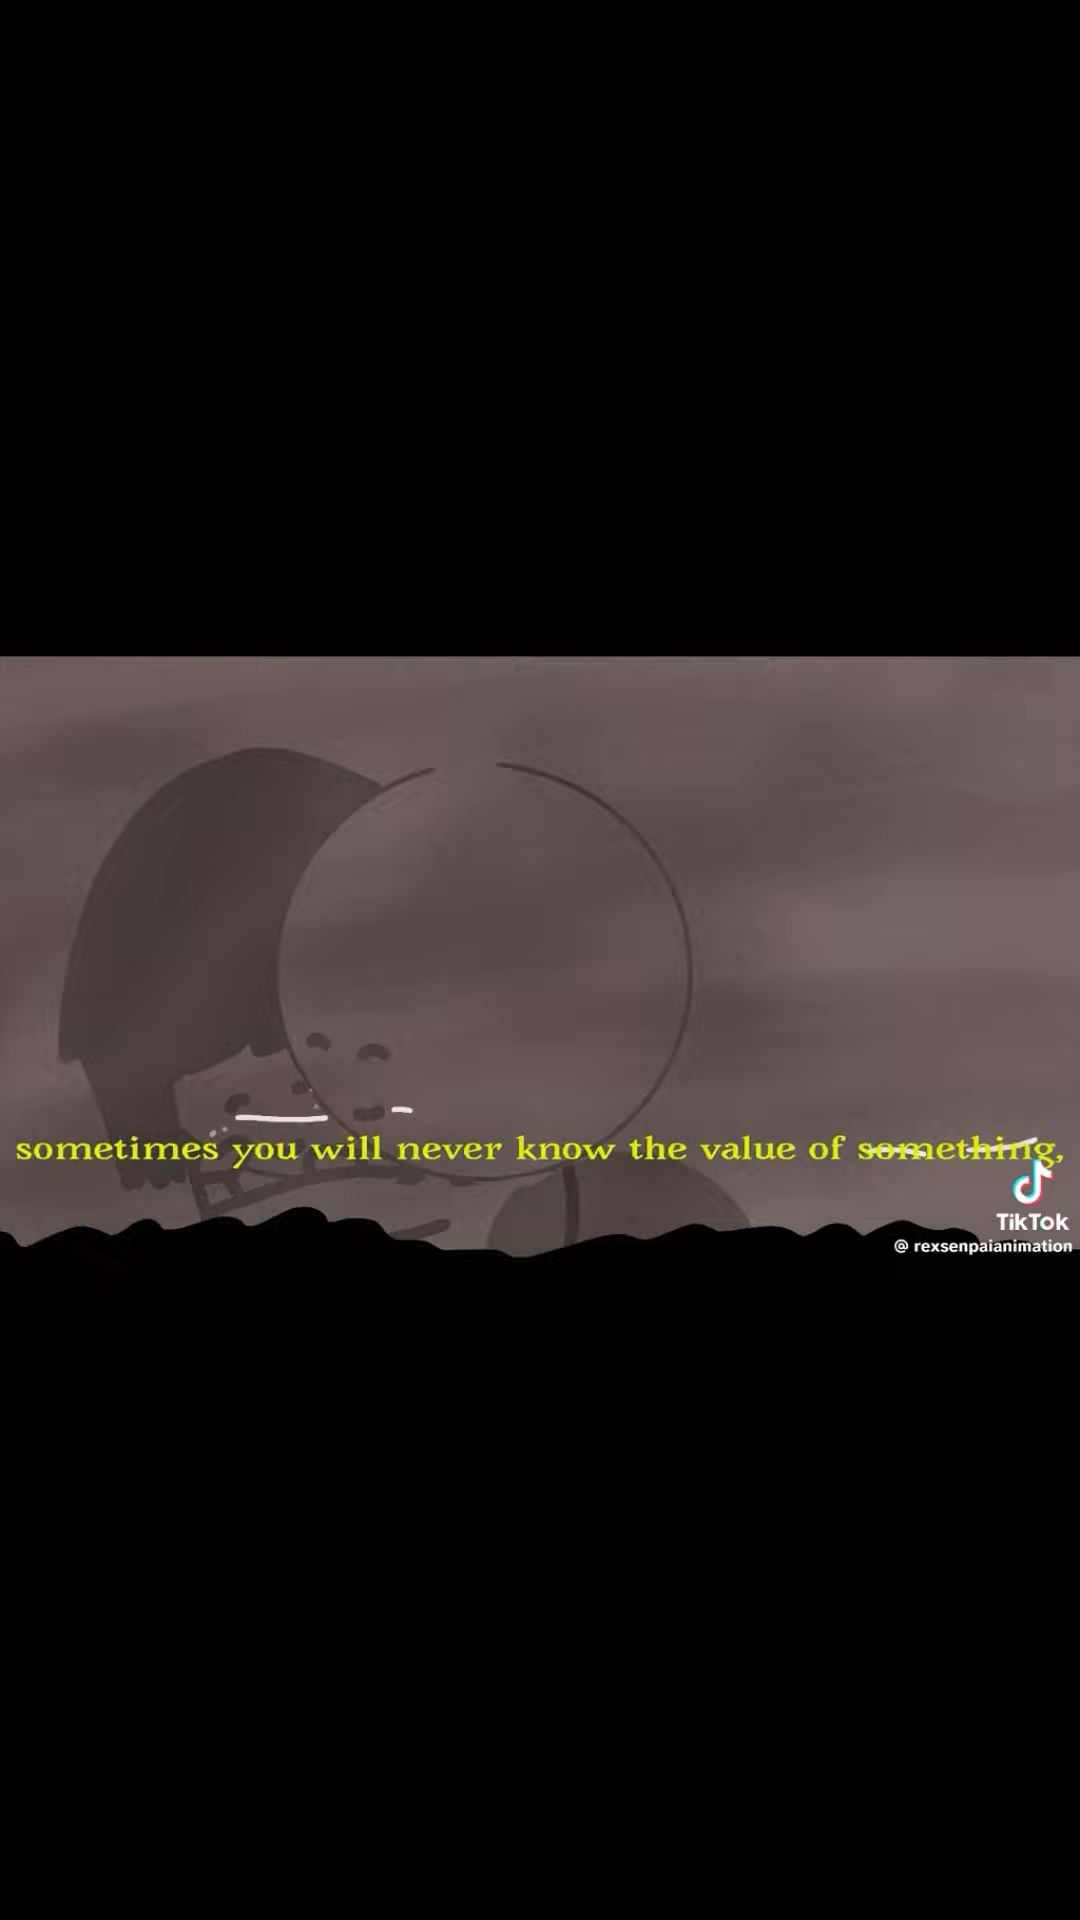 sometimes you will never know the value of something,
TikTok
@ rexsenpaianimation